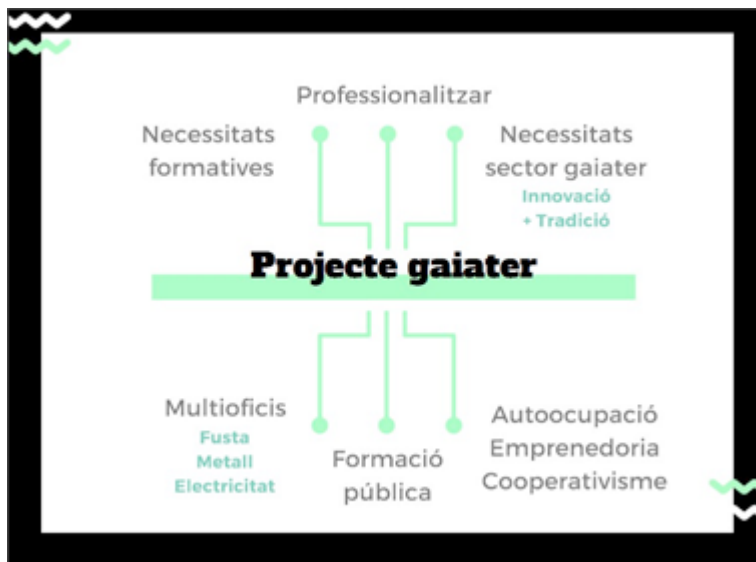 Professionalitzar
Necessitats
formatives
Necessitats
sector gaiater
Innovació
+ Tradició
Projecte gaiater
Multioficis
Fusta
Metall
Electricitat
Formació
pública
Autoocupació
Emprenedoria
Cooperativisme